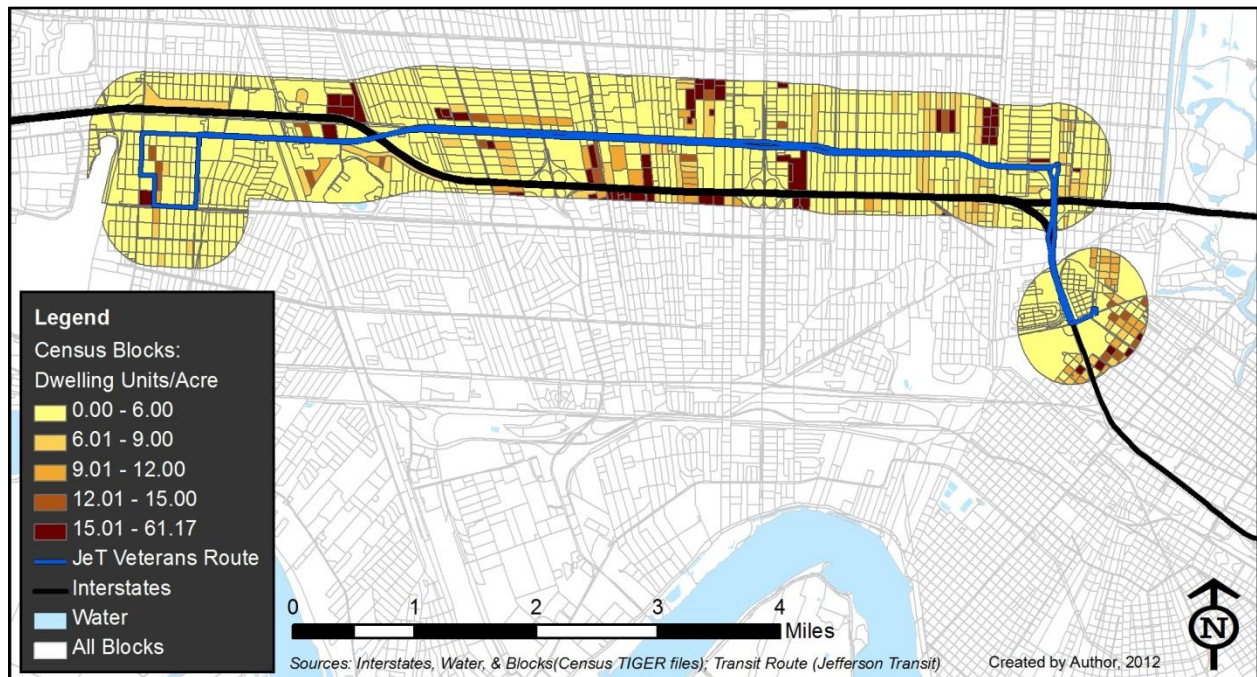 Legend
Census Blocks:
Dwelling Units/Acre
0.00 - 6.00
6.01 - 9.00
9.01 - 12.00
12.01 - 15.00
15.01 - 61.17
JeT Veterans Route
Interstates
Water
All Blocks
0 1 2 3 4
Miles
Sources: Interstates, Water, & Blocks(Census TIGER files); Transit Route (Jefferson Transit)
Created by Author, 2012
N